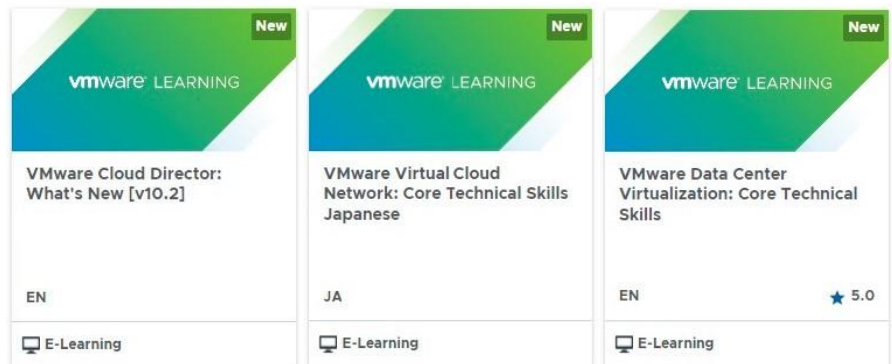 New
vmware® LEARNING
VMware Cloud Director:
What's New [v10.2]
EN
E-Learning
New
vmware® LEARNING
VMware Virtual Cloud
Network: Core Technical Skills
Japanese
JA
E-Learning
New
vmware® LEARNING
VMware Data Center
Virtualization: Core Technical
Skills
EN
5.0
E-Learning